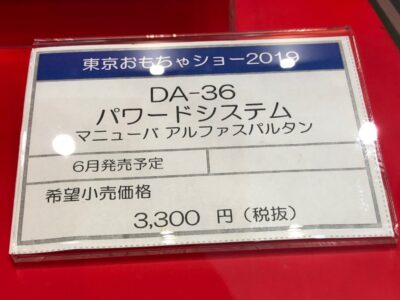 東京おもちゃショー2019
DA-36
パワードシステム
マニューバ アルファスパルタン
6月発売予定
希望小売価格
3,300 円（税抜）